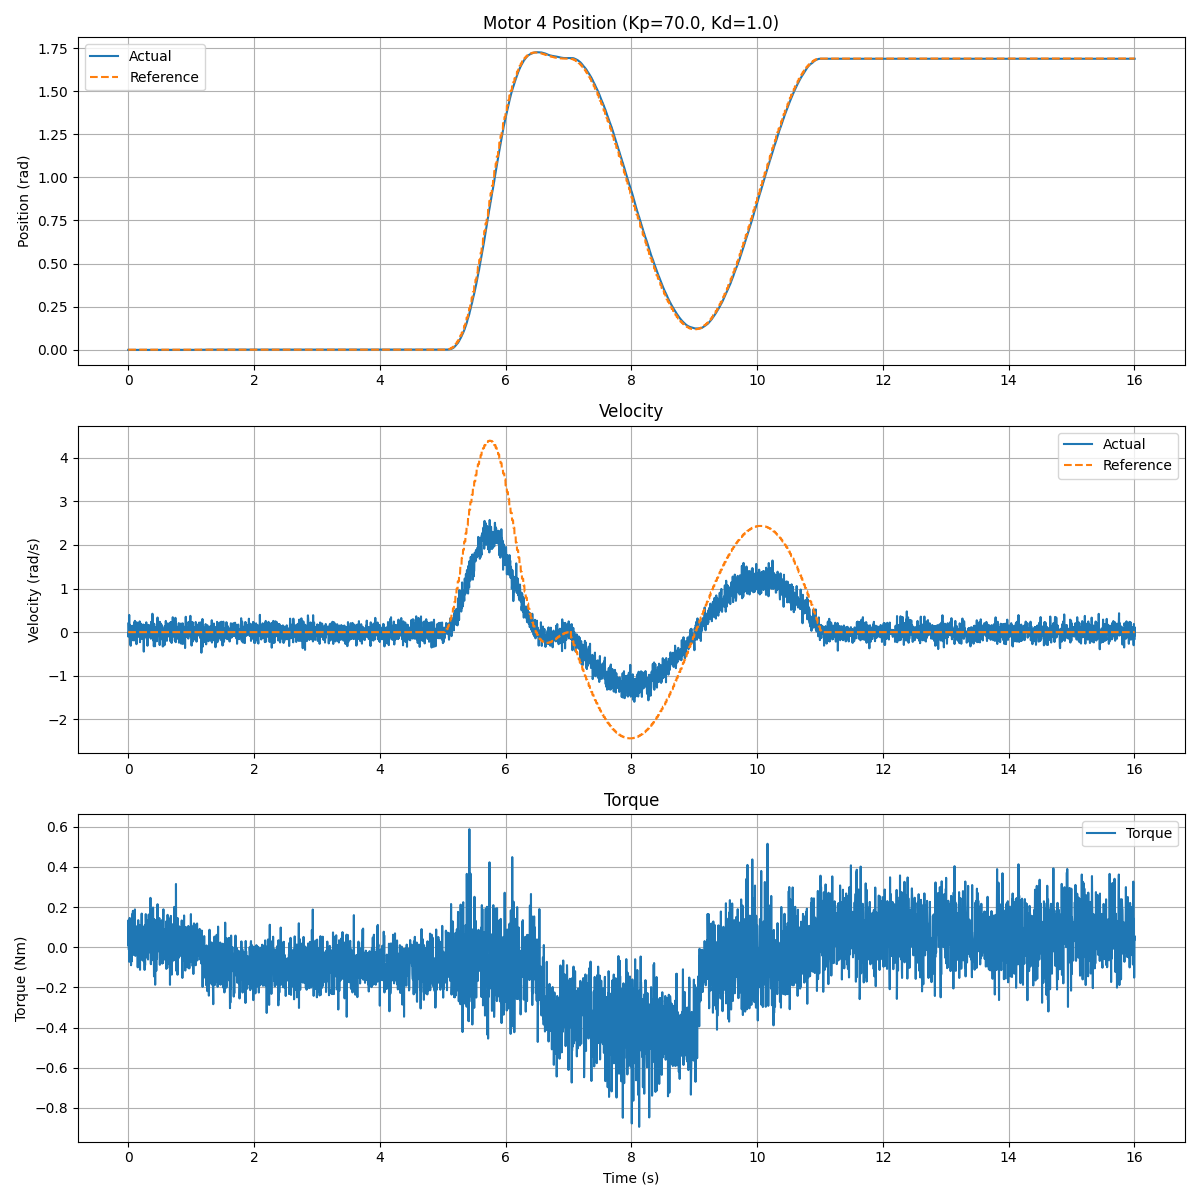 Motor 4 Position (Kp=70.0, Kd=1.0)
Actual
Reference
Position (rad)
1.75
1.50
1.25
1.00
0.75
0.50
0.25
0.00
0 2 4 6 8 10 12 14 16
Velocity
Actual
Reference
Velocity (rad/s)
4
3
2
1
0
−1
−2
0 2 4 6 8 10 12 14 16
Torque
Torque
Torque (Nm)
0.6
0.4
0.2
0.0
−0.2
−0.4
−0.6
−0.8
0 2 4 6 8 10 12 14 16
Time (s)